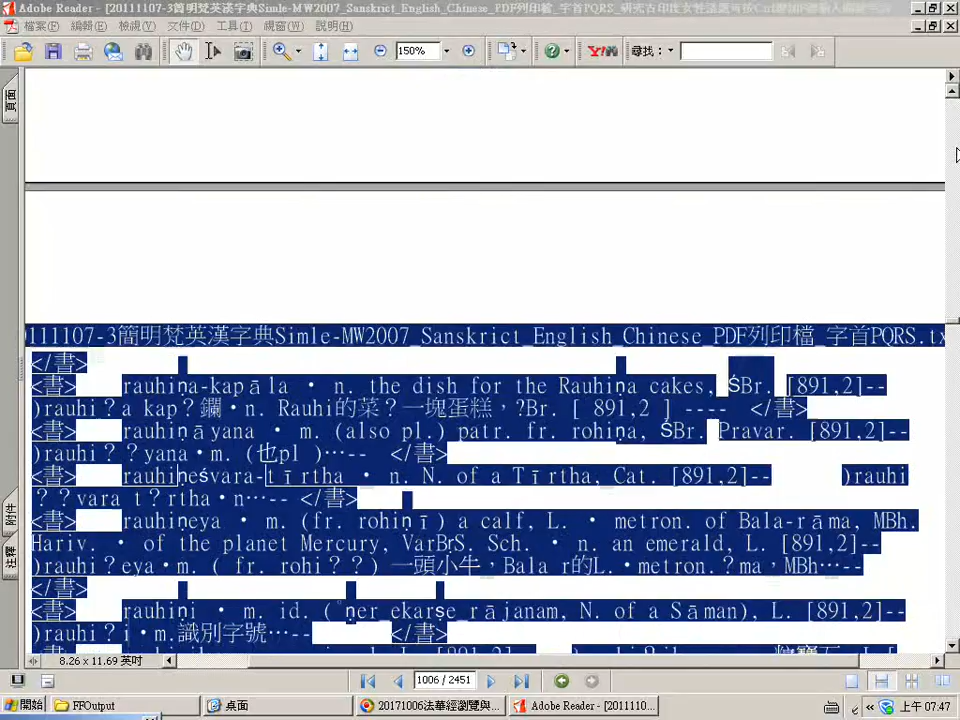 Adobe Reader - [20111107-3簡明梵英漢字典Simle-MW2007_Sanskrict_English_Chinese_PDF列印檔_字首PQRS_
檔案(F) 編輯(E) 檢視(V) 文件(D) 工具(T) 視窗(W) 說明(H)
150% 尋找:
頁面
附件
注釋
0111107-3簡明梵英漢字典Simle-MW2007_Sanskrict_English_Chinese_PDF列印檔_字首PQRS.tx
</書>
<書> rauhiṇa-kapāla • n. the dish for the Rauhiṇa cakes, ŚBr. [891,2]--
)rauhi？a kap？鑭•n. Rauhi的菜？一塊蛋糕，?Br. [ 891,2 ] ---- </書>
<書> rauhiṇāyana • m. (also pl.) patr. fr. rohiṇa, ŚBr. Pravar. [891,2]--
)rauhi？？yana•m. (也pl )…-- </書>
<書> rauhiṇeśvara-tīrtha • n. N. of a Tīrtha, Cat. [891,2]-- )rauhi
？？vara t？rtha•n…-- </書>
<書> rauhiṇeya • m. (fr. rohiṇī) a calf, L. • metron. of Bala-rāma, MBh.
Hariv. • of the planet Mercury, VarBṛS. Sch. • n. an emerald, L. [891,2]--
)rauhi？eya•m. ( fr. rohi？？) 一頭小牛，Bala r的L.•metron.？ma，MBh…--
</書>
<書> rauhiṇi • m. id. (°ṇer_ekarṣe_rājanam, N. of a Sāman), L. [891,2]--
)rauhi？i•m.識別字號…-- </書>
8.26 x 11.69 英吋 1006 / 2451
開始 FFOutput 桌面 20171006法華經瀏覽與... Adobe Reader - [2011110... 上午 07:47